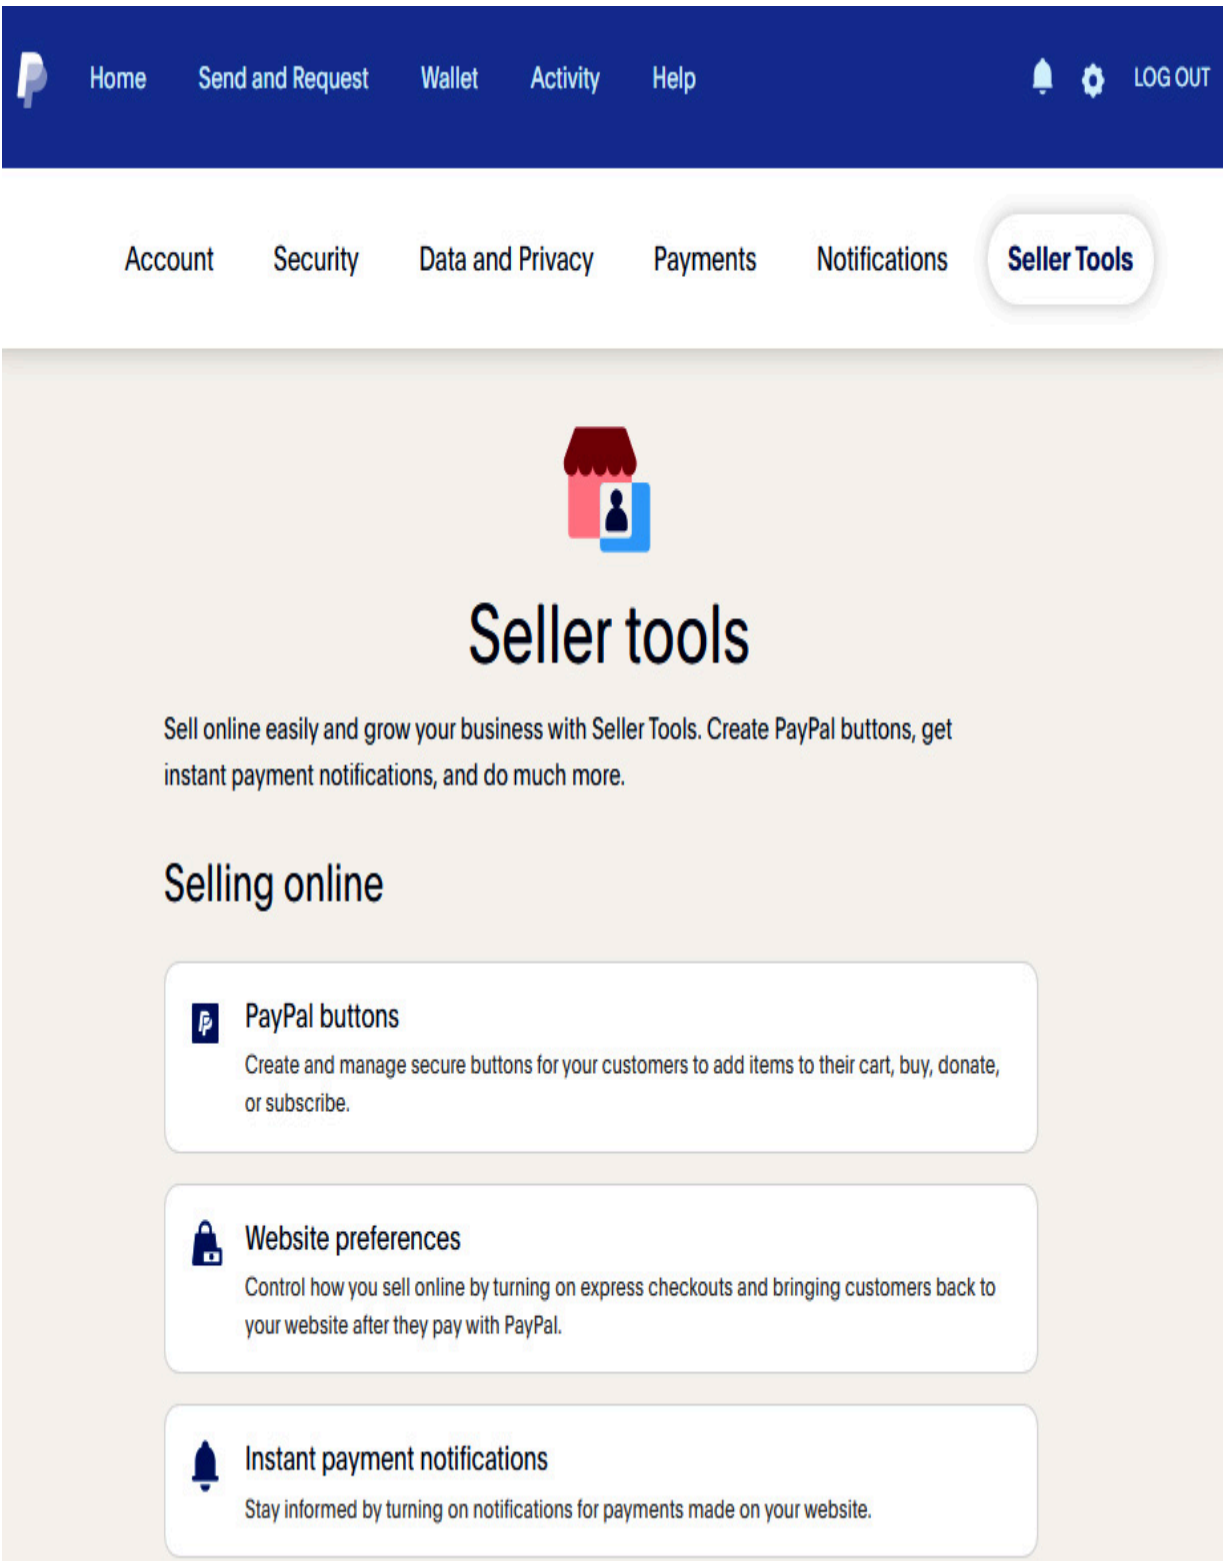 Home Send and Request Wallet Activity Help LOG OUT
Account Security Data and Privacy Payments Notifications Seller Tools
Seller tools
Sell online easily and grow your business with Seller Tools. Create PayPal buttons, get
instant payment notifications, and do much more.
Selling online
PayPal buttons
Create and manage secure buttons for your customers to add items to their cart, buy, donate,
or subscribe.
Website preferences
Control how you sell online by turning on express checkouts and bringing customers back to
your website after they pay with PayPal.
Instant payment notifications
Stay informed by turning on notifications for payments made on your website.